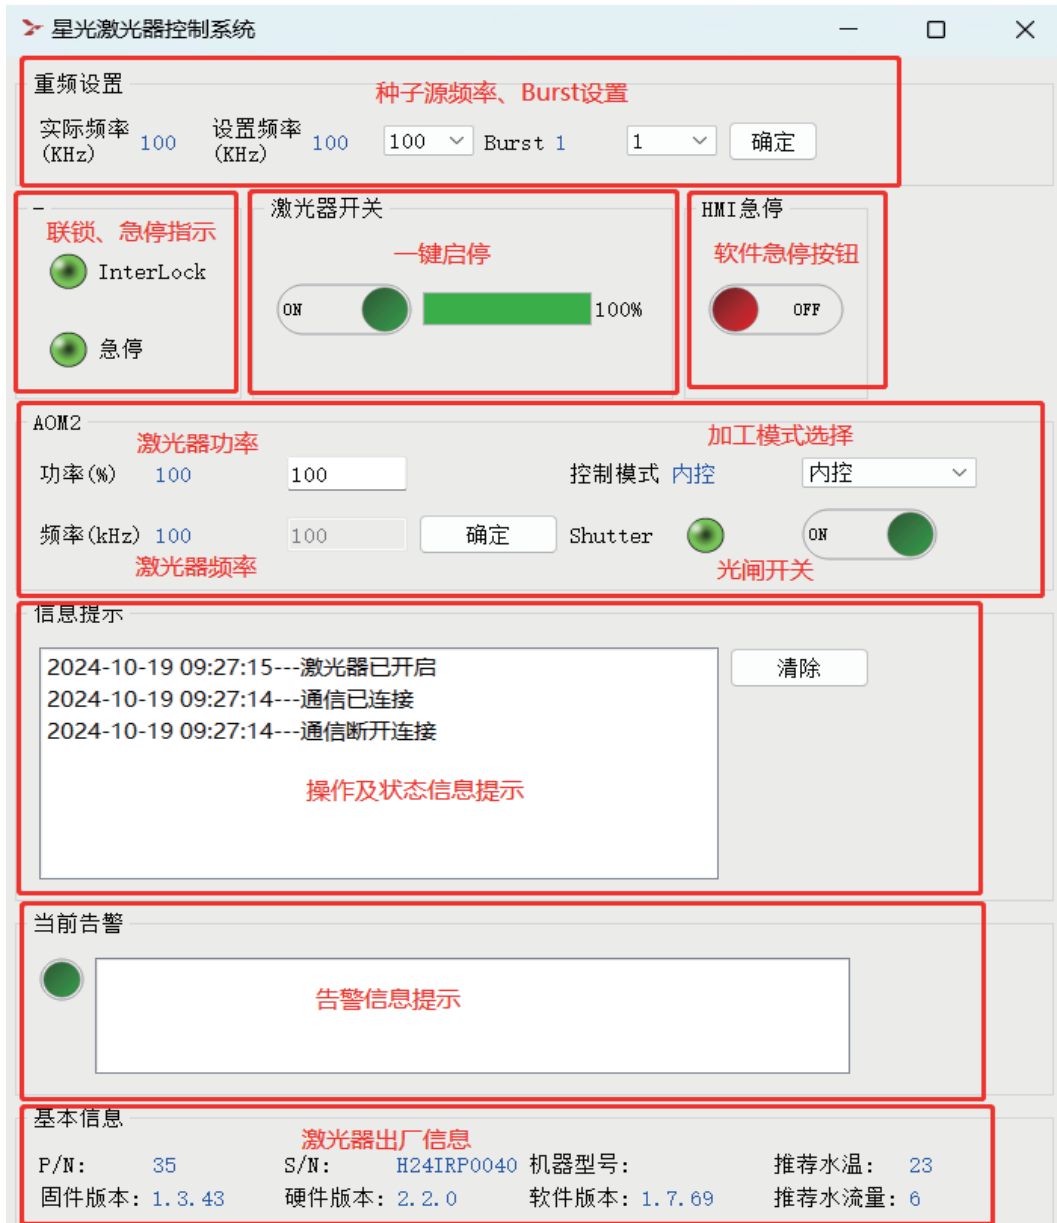 星光激光器控制系统
重频设置
种子源频率、Burst设置
实际频率(KHz) 100 设置频率(KHz) 100 100 Burst 1 1 确定
-
联锁、急停指示
InterLock
急停
激光器开关
一键启停
ON 100%
HMI急停
软件急停按钮
OFF
AOM2
激光器功率 加工模式选择
功率(%) 100 100 控制模式 内控 内控
频率(kHz) 100 100 确定 Shutter ON
激光器频率 光闸开关
信息提示
2024-10-19 09:27:15---激光器已开启 清除
2024-10-19 09:27:14---通信已连接
2024-10-19 09:27:14---通信断开连接
操作及状态信息提示
当前告警
告警信息提示
基本信息
激光器出厂信息
P/N: 35 S/N: H24IRP0040 机器型号: 推荐水温: 23
固件版本: 1.3.43 硬件版本: 2.2.0 软件版本: 1.7.69 推荐水流量: 6